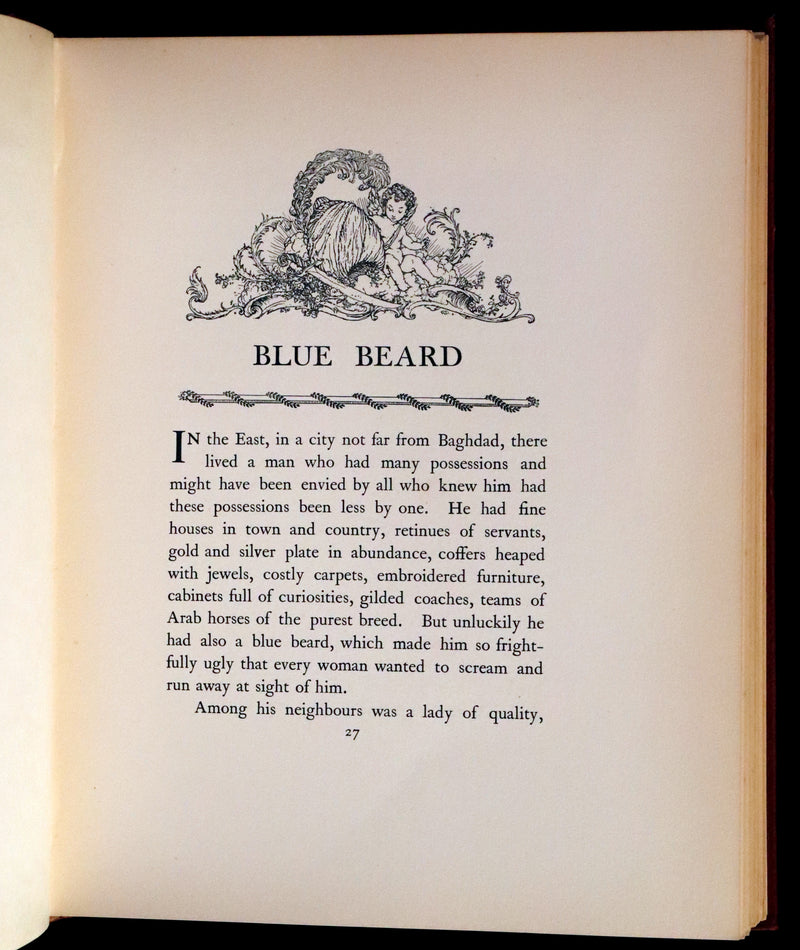 BLUE BEARD
IN the East, in a city not far from Baghdad, there
lived a man who had many possessions and
might have been envied by all who knew him had
these possessions been less by one. He had fine
houses in town and country, retinues of servants,
gold and silver plate in abundance, coffers heaped
with jewels, costly carpets, embroidered furniture,
cabinets full of curiosities, gilded coaches, teams of
Arab horses of the purest breed. But unluckily he
had also a blue beard, which made him so fright-
fully ugly that every woman wanted to scream and
run away at sight of him.
Among his neighbours was a lady of quality,
27